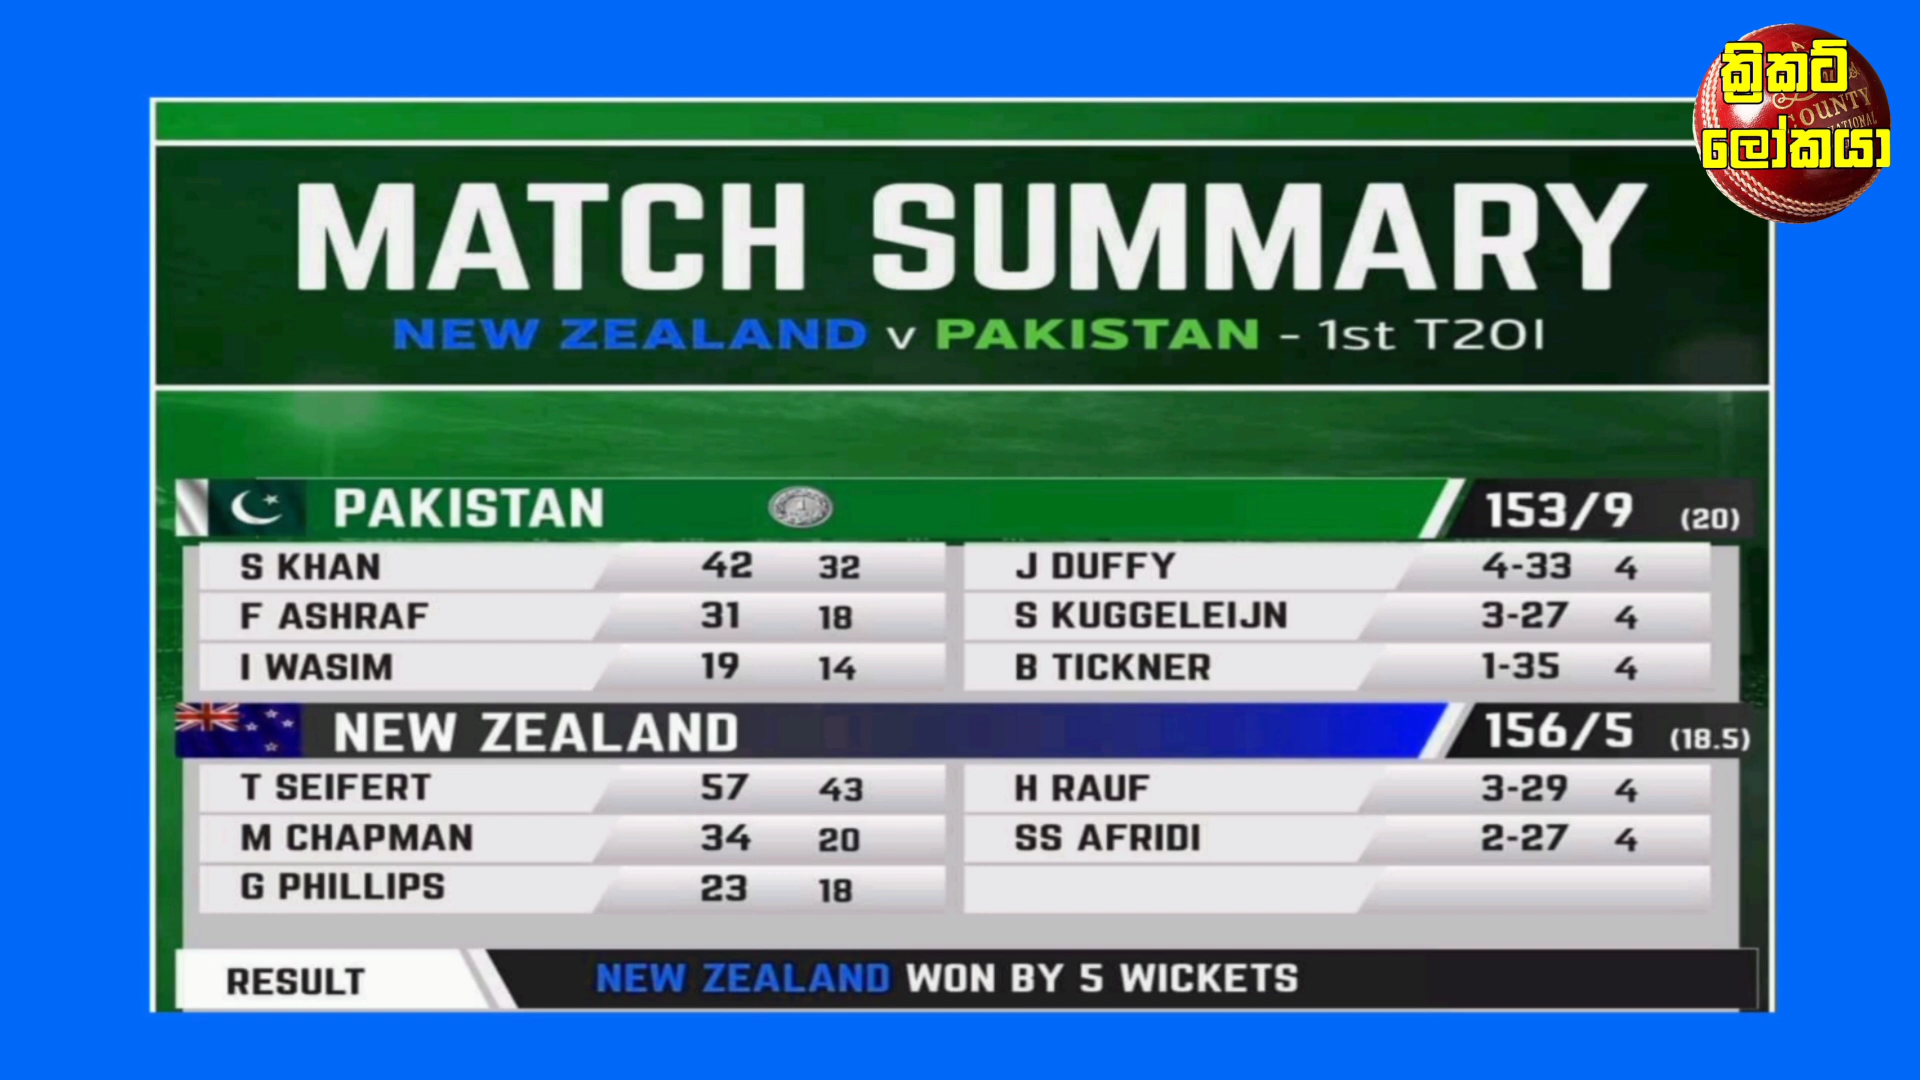 ක්‍රිකට්
ලෝකයා
COUNTY
MATCH SUMMARY
NEW ZEALAND v PAKISTAN - 1st T20I
PAKISTAN 153/9 (20)
S KHAN 42 32 J DUFFY 4-33 4
F ASHRAF 31 18 S KUGGELEIJN 3-27 4
I WASIM 19 14 B TICKNER 1-35 4
NEW ZEALAND 156/5 (18.5)
T SEIFERT 57 43 H RAUF 3-29 4
M CHAPMAN 34 20 SS AFRIDI 2-27 4
G PHILLIPS 23 18
RESULT NEW ZEALAND WON BY 5 WICKETS